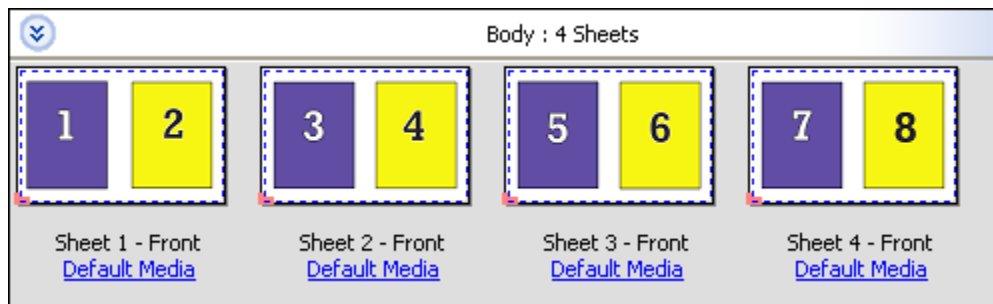 Body : 4 Sheets
1 2 3 4 5 6 7 8
Sheet 1 - Front Sheet 2 - Front Sheet 3 - Front Sheet 4 - Front
Default Media Default Media Default Media Default Media